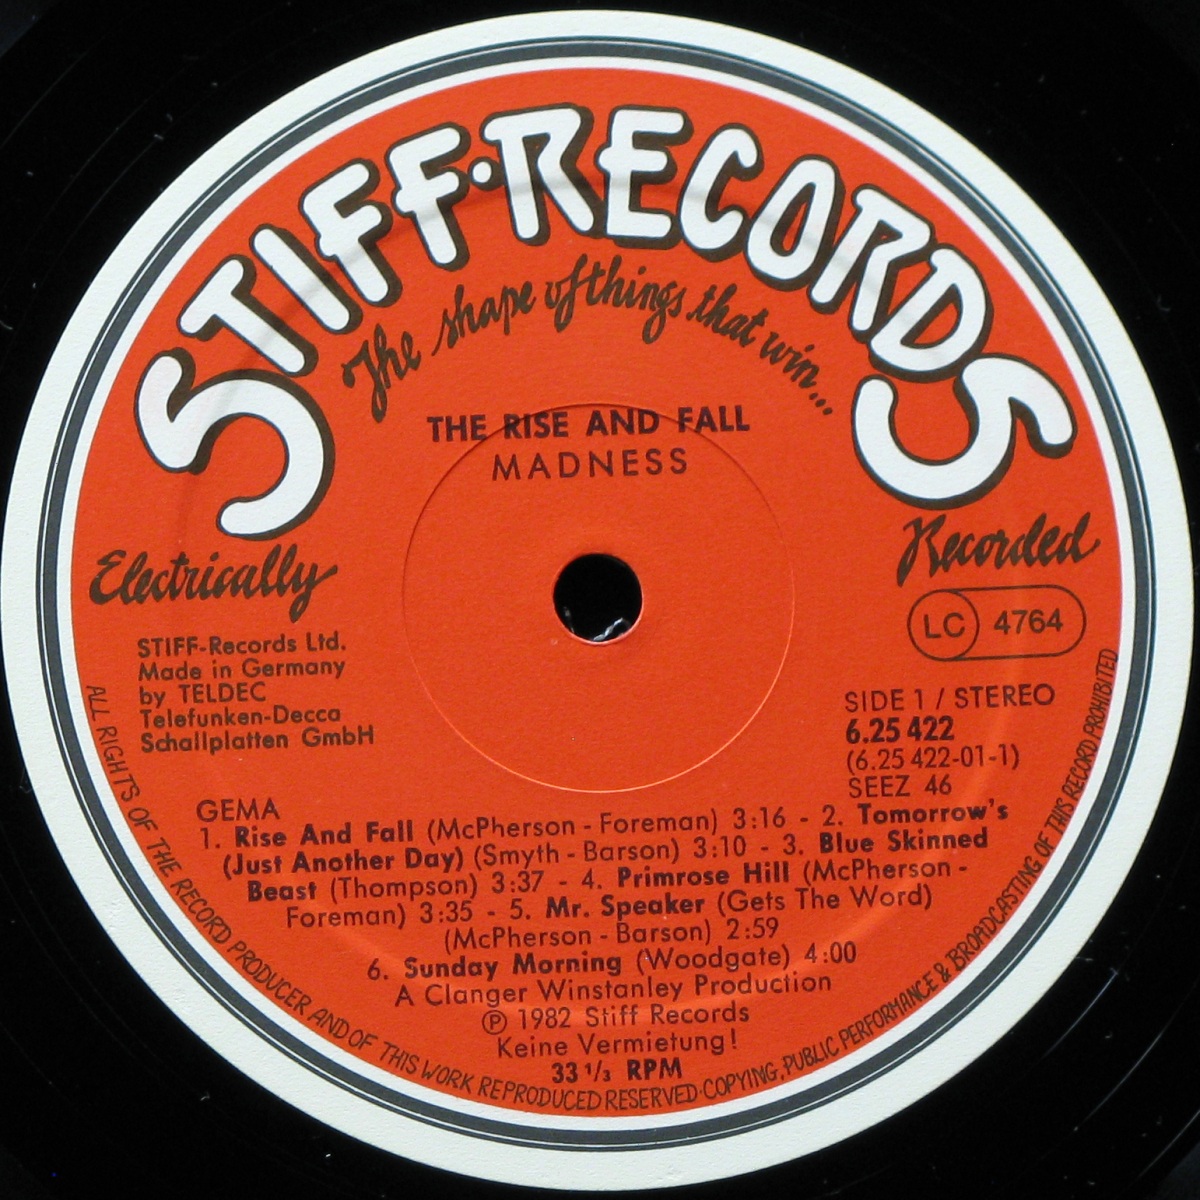 STIFF·RECORDS
The shape of things that win...
THE RISE AND FALL
MADNESS
Electrically
Recorded
LC 4764
STIFF-Records Ltd.
Made in Germany
by TELDEC
Telefunken-Decca
Schallplatten GmbH
SIDE 1 / STEREO
6.25 422
(6.25 422-01-1)
SEEZ 46
GEMA
1. Rise And Fall (McPherson - Foreman) 3:16 - 2. Tomorrow's
(Just Another Day) (Smyth - Barson) 3:10 - 3. Blue Skinned
Beast (Thompson) 3:37 - 4. Primrose Hill (McPherson -
Foreman) 3:35 - 5. Mr. Speaker (Gets The Word)
(McPherson - Barson) 2:59
6. Sunday Morning (Woodgate) 4:00
A Clanger Winstanley Production
Ⓟ 1982 Stiff Records
Keine Vermietung!
33 1/3 RPM
ALL RIGHTS OF THE RECORD PRODUCER AND OF THIS WORK REPRODUCED RESERVED·COPYING, PUBLIC PERFORMANCE & BROADCASTING OF THIS RECORD PROHIBITED